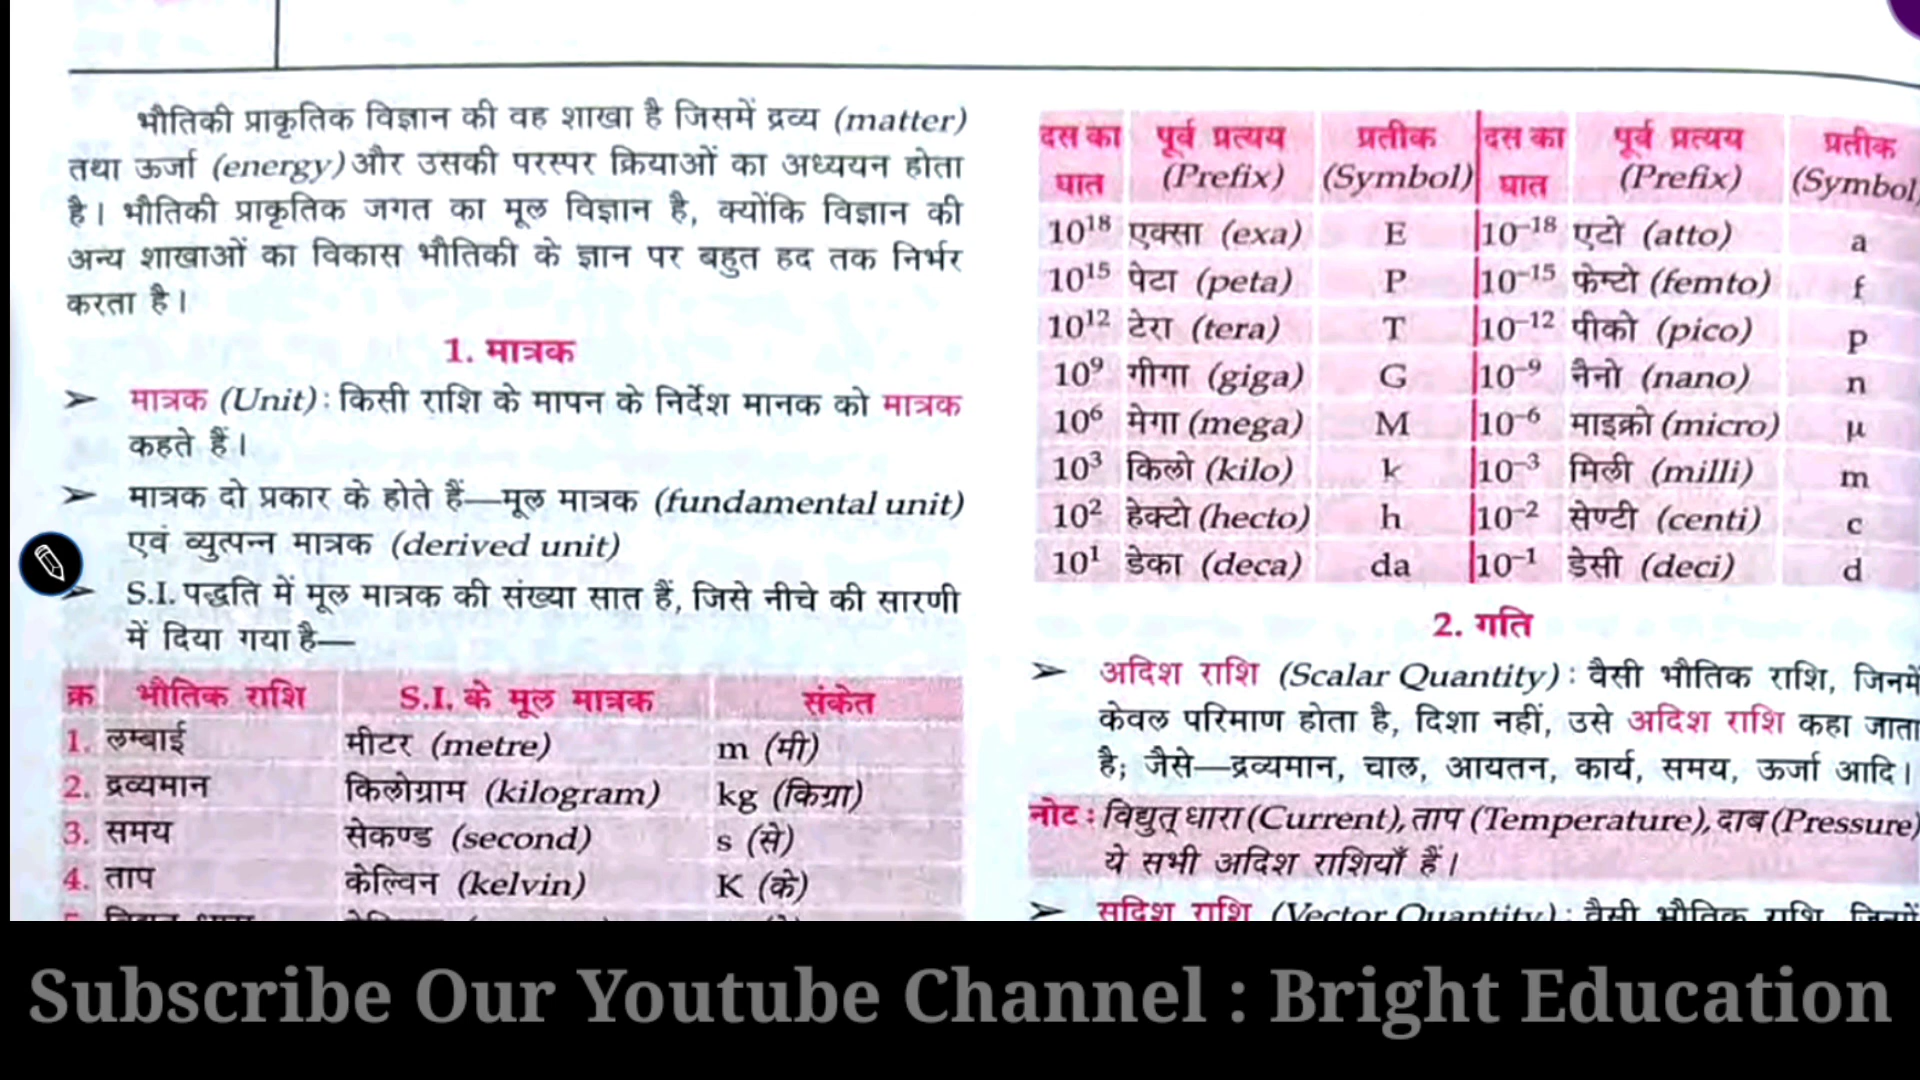 भौतिकी प्राकृतिक विज्ञान की वह शाखा है जिसमें द्रव्य (matter)
तथा ऊर्जा (energy) और उसकी परस्पर क्रियाओं का अध्ययन होता
है। भौतिकी प्राकृतिक जगत का मूल विज्ञान है, क्योंकि विज्ञान की
अन्य शाखाओं का विकास भौतिकी के ज्ञान पर बहुत हद तक निर्भर
करता है।
1. मात्रक
➢ मात्रक (Unit) : किसी राशि के मापन के निर्देश मानक को मात्रक
कहते हैं।
➢ मात्रक दो प्रकार के होते हैं—मूल मात्रक (fundamental unit)
एवं व्युत्पन्न मात्रक (derived unit)
➢ S.I. पद्धति में मूल मात्रक की संख्या सात हैं, जिसे नीचे की सारणी
में दिया गया है—
क्र भौतिक राशि S.I. के मूल मात्रक संकेत
1. लम्बाई मीटर (metre) m (मी)
2. द्रव्यमान किलोग्राम (kilogram) kg (किग्रा)
3. समय सेकण्ड (second) s (से)
4. ताप केल्विन (kelvin) K (के)
दस का पूर्व प्रत्यय प्रतीक दस का पूर्व प्रत्यय प्रतीक
घात (Prefix) (Symbol) घात (Prefix) (Symbol)
10¹⁸ एक्सा (exa) E 10⁻¹⁸ एटो (atto) a
10¹⁵ पेटा (peta) P 10⁻¹⁵ फेम्टो (femto) f
10¹² टेरा (tera) T 10⁻¹² पीको (pico) p
10⁹ गीगा (giga) G 10⁻⁹ नैनो (nano) n
10⁶ मेगा (mega) M 10⁻⁶ माइक्रो (micro) μ
10³ किलो (kilo) k 10⁻³ मिली (milli) m
10² हेक्टो (hecto) h 10⁻² सेण्टी (centi) c
10¹ डेका (deca) da 10⁻¹ डेसी (deci) d
2. गति
➢ अदिश राशि (Scalar Quantity) : वैसी भौतिक राशि, जिनमें
केवल परिमाण होता है, दिशा नहीं, उसे अदिश राशि कहा जाता
है; जैसे—द्रव्यमान, चाल, आयतन, कार्य, समय, ऊर्जा आदि।
नोट : विद्युत् धारा (Current), ताप (Temperature), दाब (Pressure)
ये सभी अदिश राशियाँ हैं।
➢ सदिश राशि (Vector Quantity) : वैसी भौतिक राशि, जिनमें
Subscribe Our Youtube Channel : Bright Education